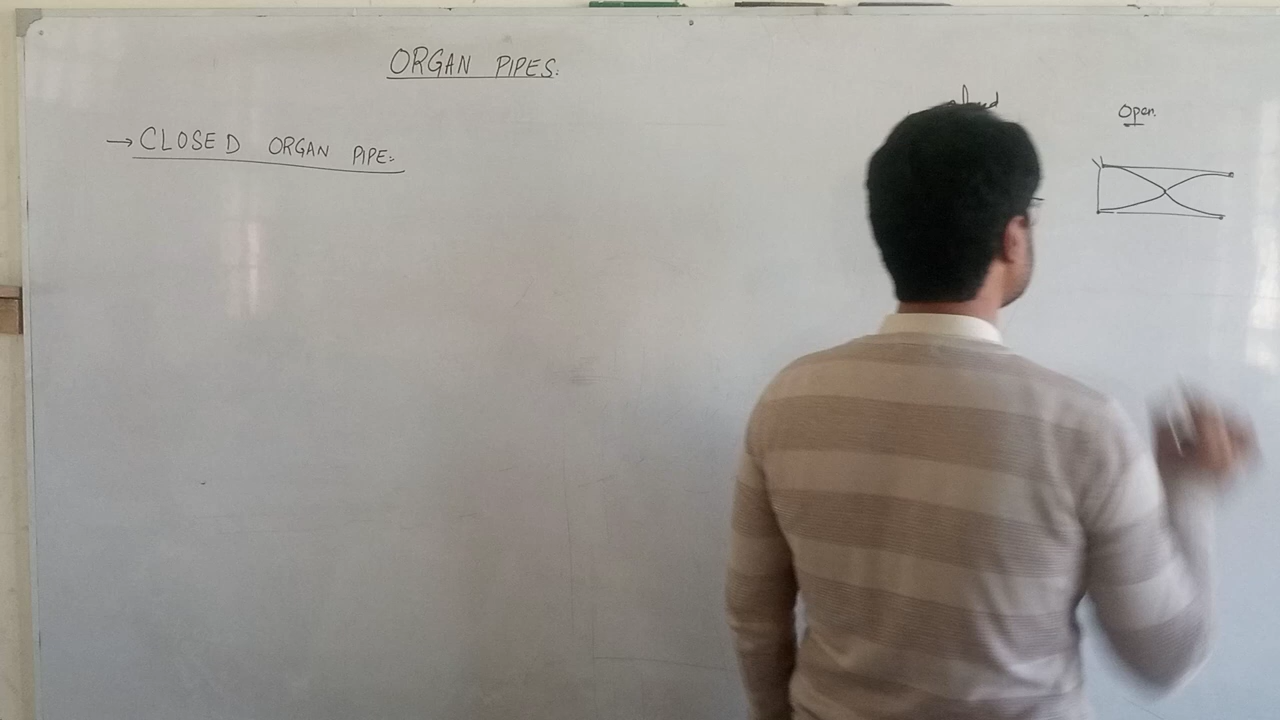 ORGAN PIPES.
→ CLOSED ORGAN PIPE:
Open.